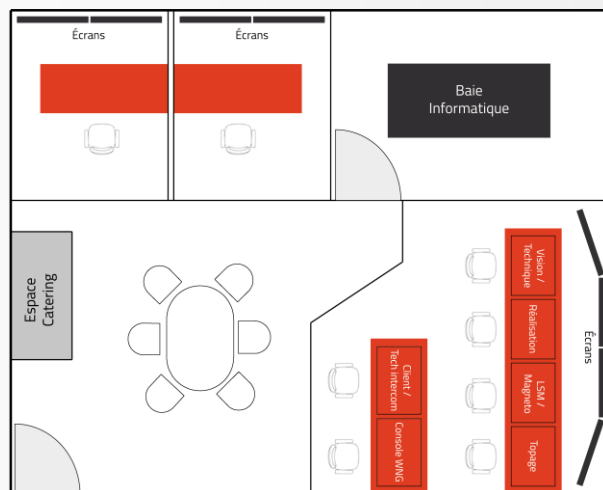 Écrans
Écrans
Baie
Informatique
Espace
Catering
Vision /
Technique
Réalisation
LSM /
Magneto
Topage
Écrans
Client /
Tech intercom
Console WNG